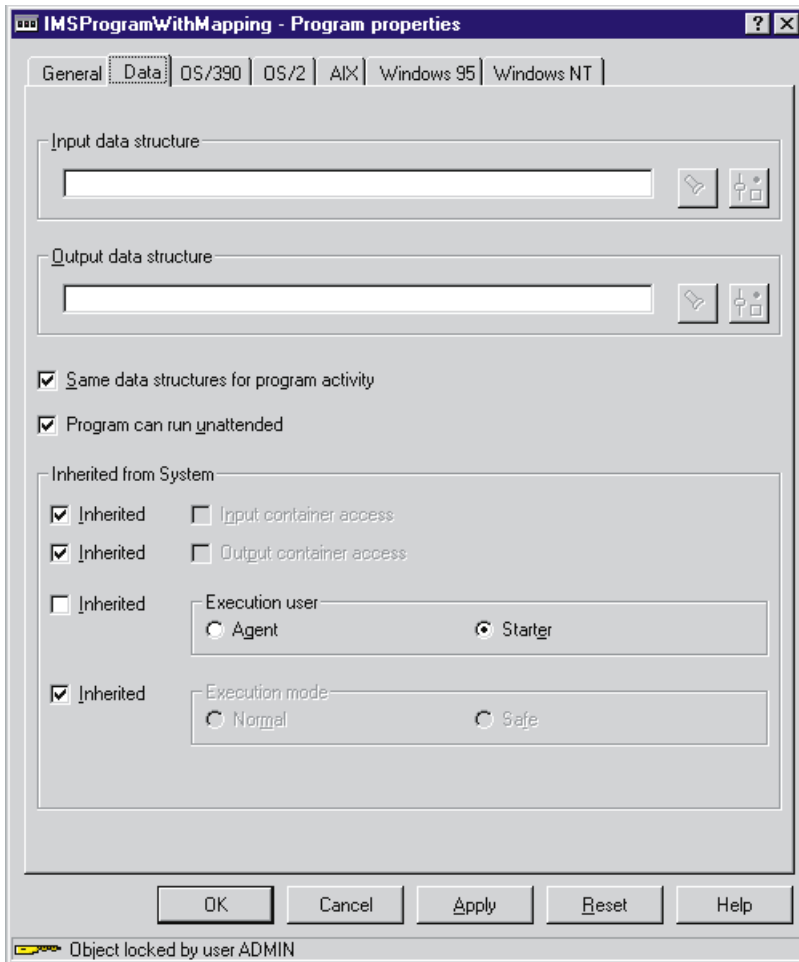 IMSProgramWithMapping - Program properties
General Data OS/390 OS/2 AIX Windows 95 Windows NT
Input data structure
Output data structure
Same data structures for program activity
Program can run unattended
Inherited from System
Inherited Input container access
Inherited Output container access
Inherited Execution user
Agent Starter
Inherited Execution mode
Normal Safe
OK Cancel Apply Reset Help
Object locked by user ADMIN